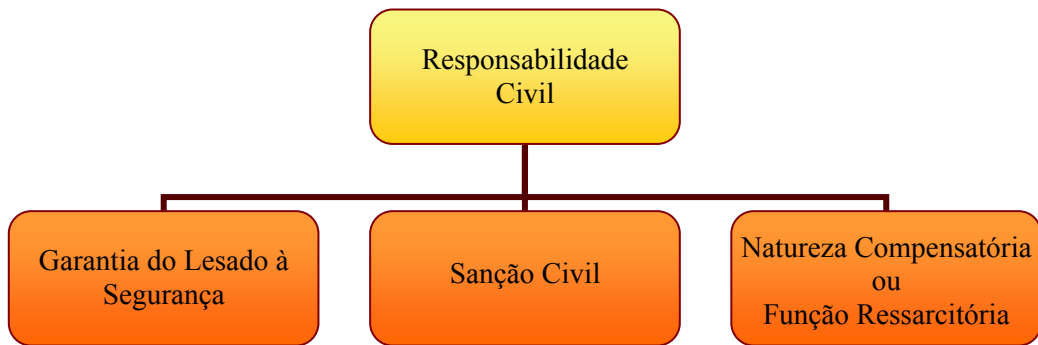 Responsabilidade
Civil
Garantia do Lesado à
Segurança
Sanção Civil
Natureza Compensatória
ou
Função Ressarcitória